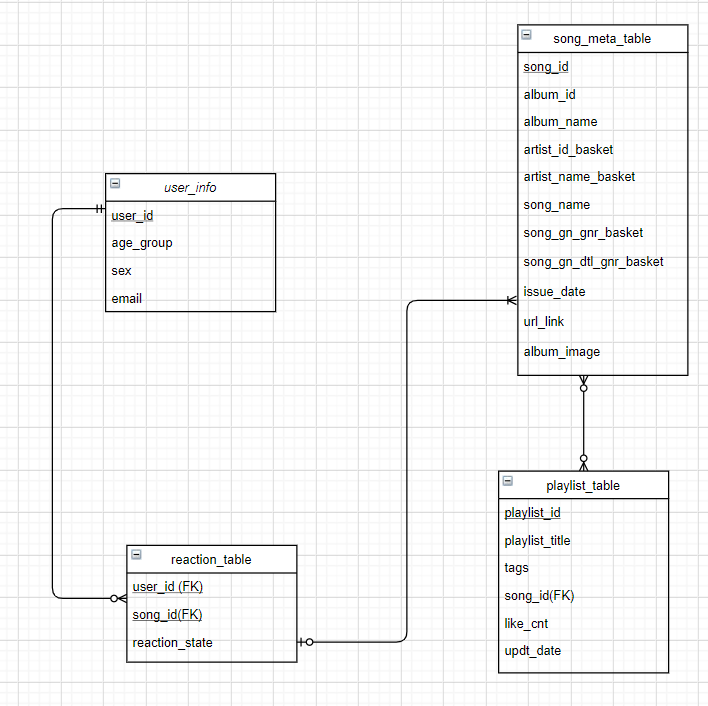 song_meta_table
song_id
album_id
album_name
artist_id_basket
artist_name_basket
song_name
song_gn_gnr_basket
song_gn_dtl_gnr_basket
issue_date
url_link
album_image
user_info
user_id
age_group
sex
email
playlist_table
playlist_id
playlist_title
tags
song_id(FK)
like_cnt
updt_date
reaction_table
user_id (FK)
song_id(FK)
reaction_state